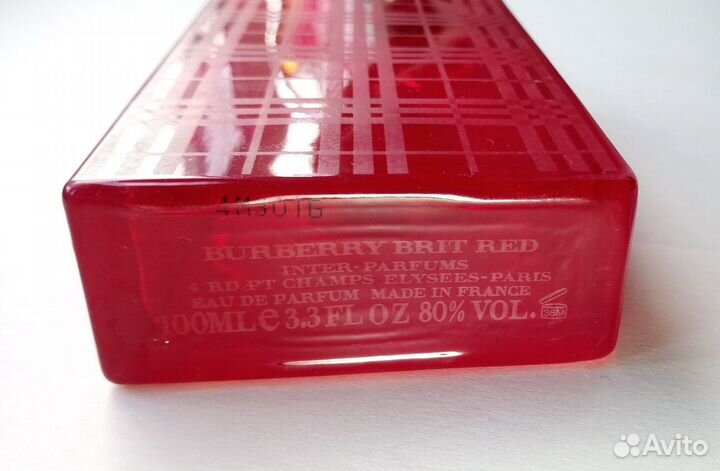 BURBERRY BRIT RED
INTER-PARFUMS
4 RD PT CHAMPS ELYSEES-PARIS
EAU DE PARFUM MADE IN FRANCE
100ML e 3.3 FL OZ 80% VOL. 36M
Avito